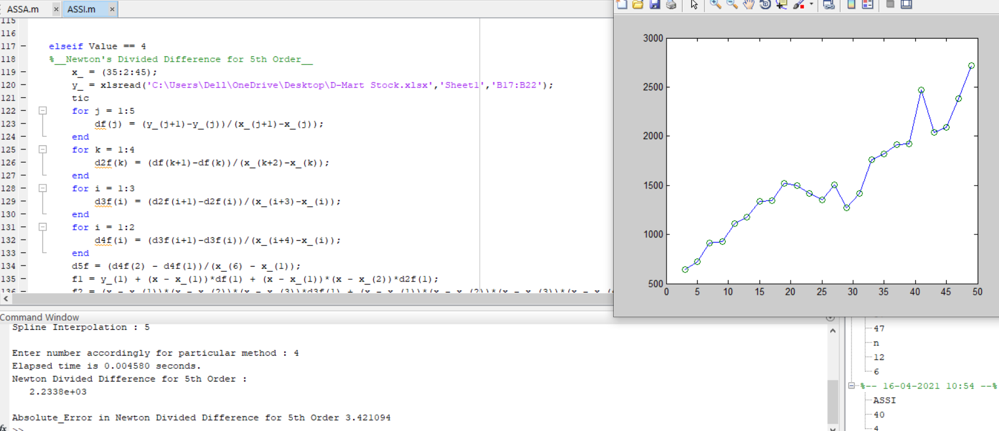 ASSA.m × ASSI.m ×
115
116
117 – elseif Value == 4
118 %__Newton's Divided Difference for 5th Order__
119 – x_ = (35:2:45);
120 – y_ = xlsread('C:\Users\Dell\OneDrive\Desktop\D-Mart Stock.xlsx','Sheet1','B17:B22');
121 – tic
122 – for j = 1:5
123 – df(j) = (y_(j+1)-y_(j))/(x_(j+1)-x_(j));
124 – end
125 – for k = 1:4
126 – d2f(k) = (df(k+1)-df(k))/(x_(k+2)-x_(k));
127 – end
128 – for i = 1:3
129 – d3f(i) = (d2f(i+1)-d2f(i))/(x_(i+3)-x_(i));
130 – end
131 – for i = 1:2
132 – d4f(i) = (d3f(i+1)-d3f(i))/(x_(i+4)-x_(i));
133 – end
134 – d5f = (d4f(2) - d4f(1))/(x_(6) - x_(1));
135 – f1 = y_(1) + (x - x_(1))*df(1) + (x - x_(1))*(x - x_(2))*d2f(1);
136 – f2 = (x - x_(1))*(x - x_(2))*(x - x_(3))*d3f(1) + (x - x_(1))*(x - x_(2))*(x - x_(3))*(x - x_(
3000
2500
2000
1500
1000
500
0 5 10 15 20 25 30 35 40 45 50
Command Window
Spline Interpolation : 5
Enter number accordingly for particular method : 4
Elapsed time is 0.004580 seconds.
Newton Divided Difference for 5th Order :
2.2338e+03
Absolute_Error in Newton Divided Difference for 5th Order 3.421094
fx >>
47
n
12
6
%-- 16-04-2021 10:54 --%
ASSI
40
4